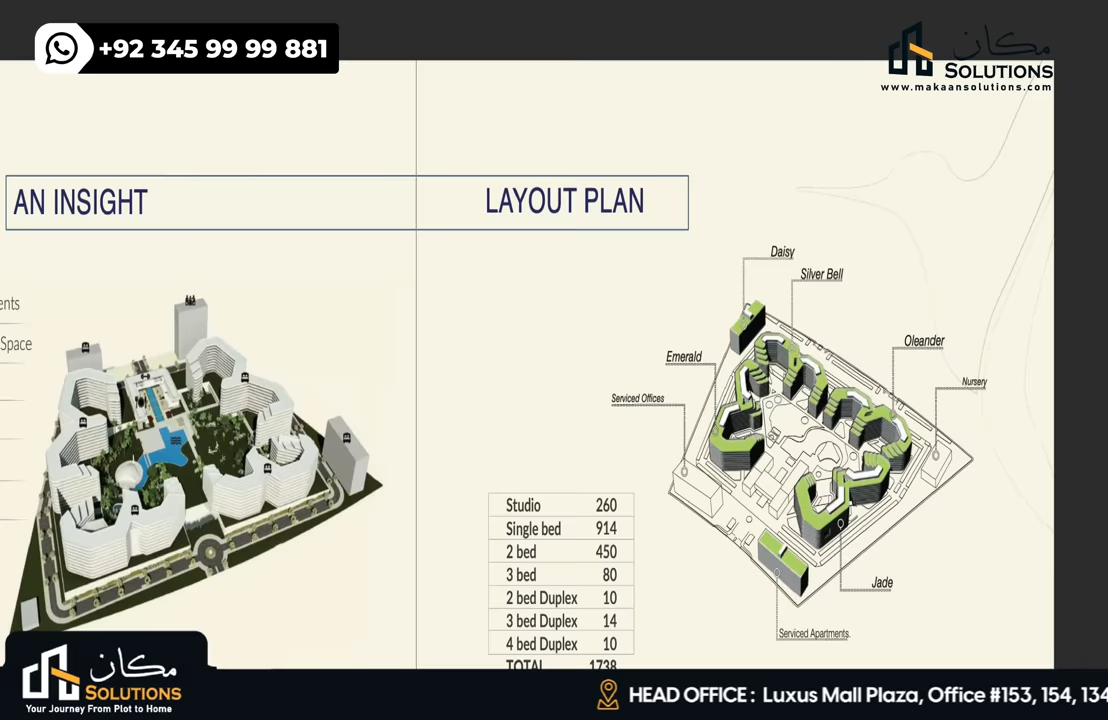 +92 345 99 99 881
مكان
SOLUTIONS
www.makaansolutions.com
AN INSIGHT
LAYOUT PLAN
ents
Space
Daisy
Silver Bell
Emerald
Oleander
Serviced Offices
Nursery
Studio 260
Single bed 914
2 bed 450
3 bed 80
2 bed Duplex 10
3 bed Duplex 14
4 bed Duplex 10
TOTAL 1738
Jade
Serviced Apartments.
مكان
SOLUTIONS
Your Journey From Plot to Home
HEAD OFFICE : Luxus Mall Plaza, Office #153, 154, 134